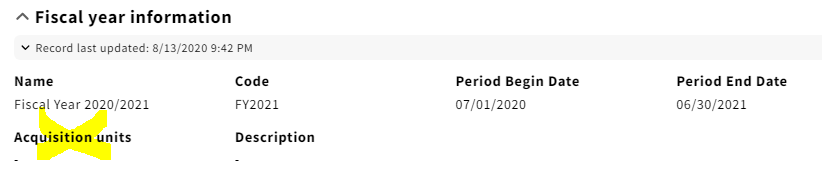 Fiscal year information
Record last updated: 8/13/2020 9:42 PM
Name Code Period Begin Date Period End Date
Fiscal Year 2020/2021 FY2021 07/01/2020 06/30/2021
Acquisition units Description
- -